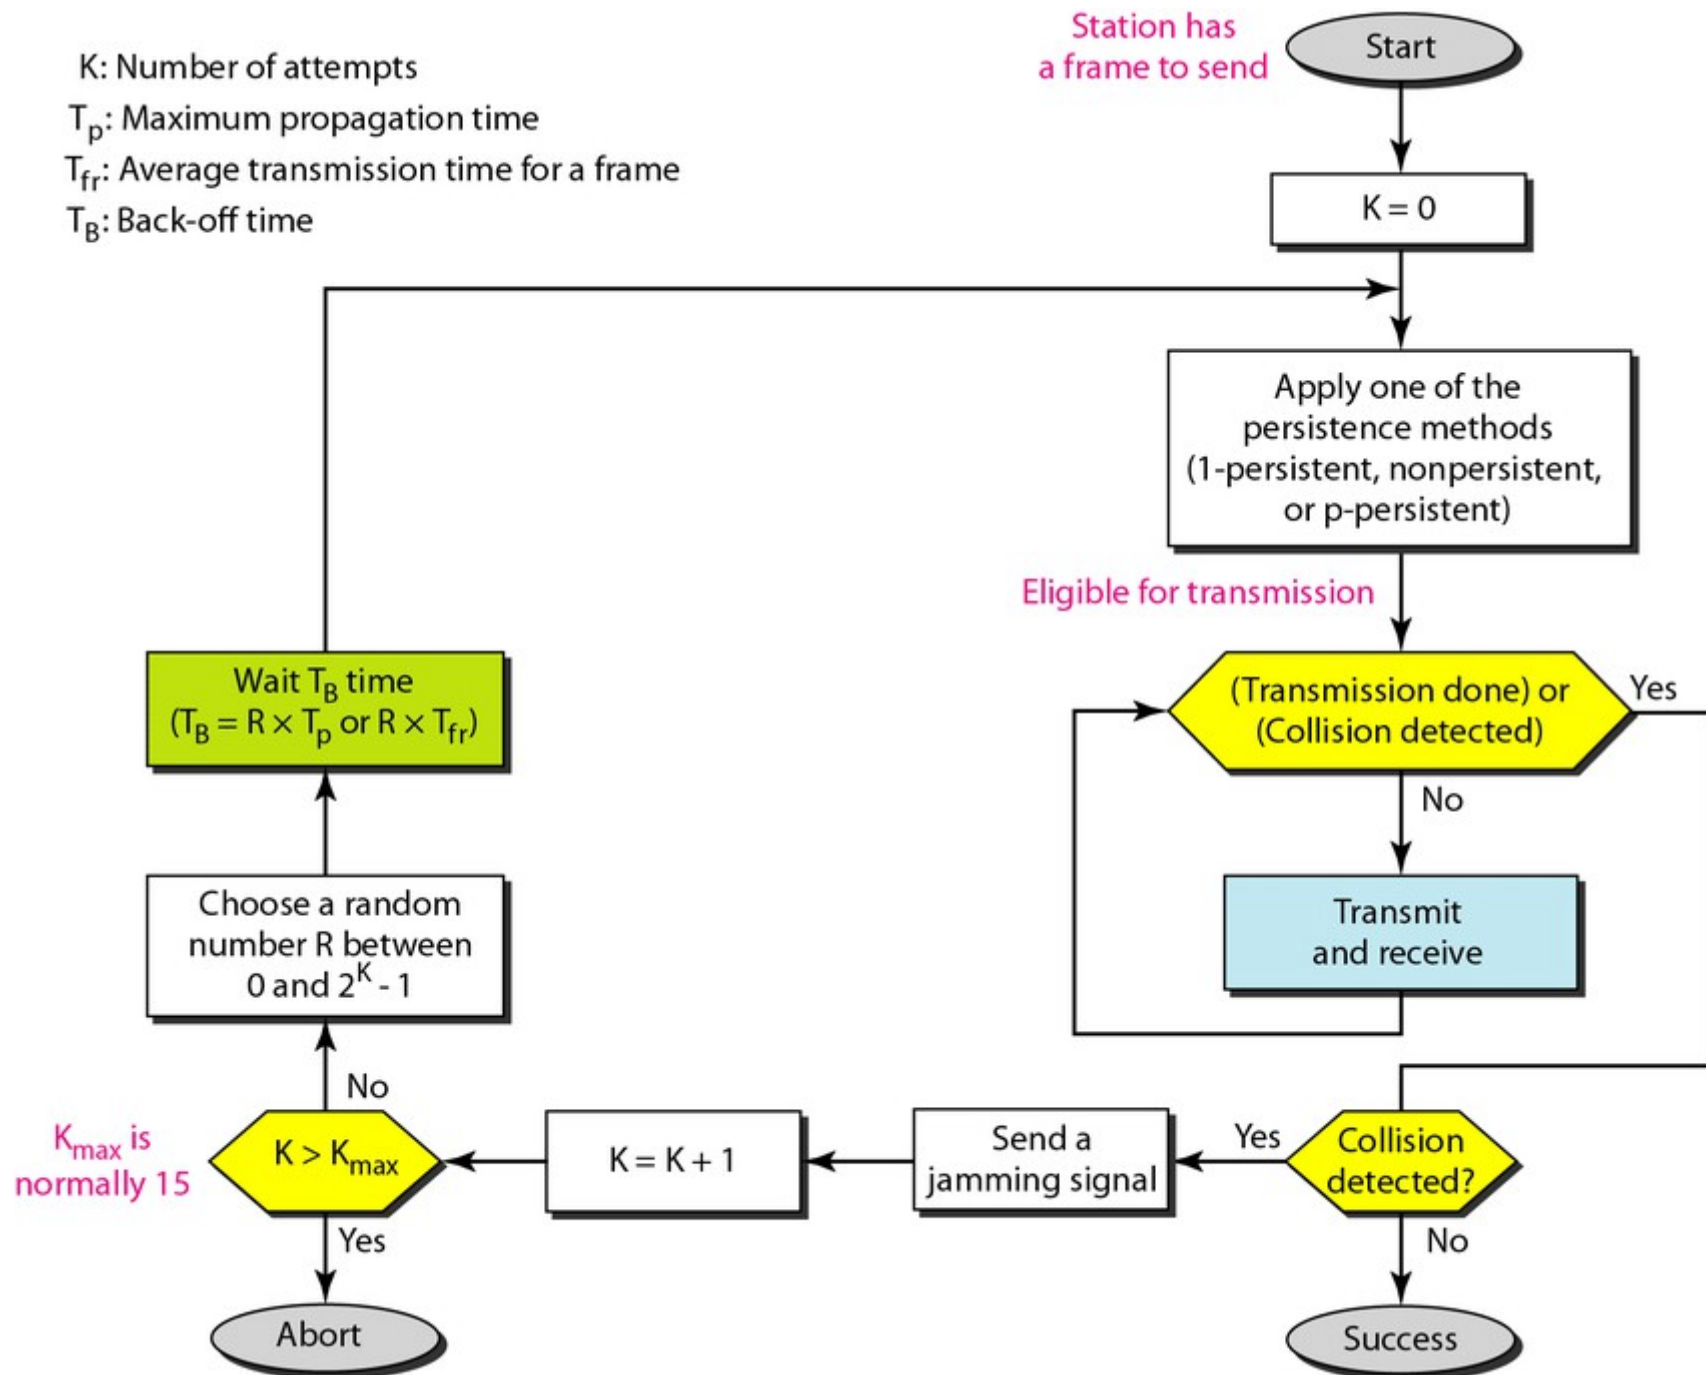 K: Number of attempts
Tp: Maximum propagation time
Tfr: Average transmission time for a frame
TB: Back-off time
Station has
a frame to send
Start
K = 0
Apply one of the
persistence methods
(1-persistent, nonpersistent,
or p-persistent)
Eligible for transmission
(Transmission done) or
(Collision detected)
Yes
No
Transmit
and receive
Collision
detected?
Yes
No
Success
Send a
jamming signal
K = K + 1
K > Kmax
Kmax is
normally 15
No
Yes
Abort
Choose a random
number R between
0 and 2^K - 1
Wait TB time
(TB = R × Tp or R × Tfr)